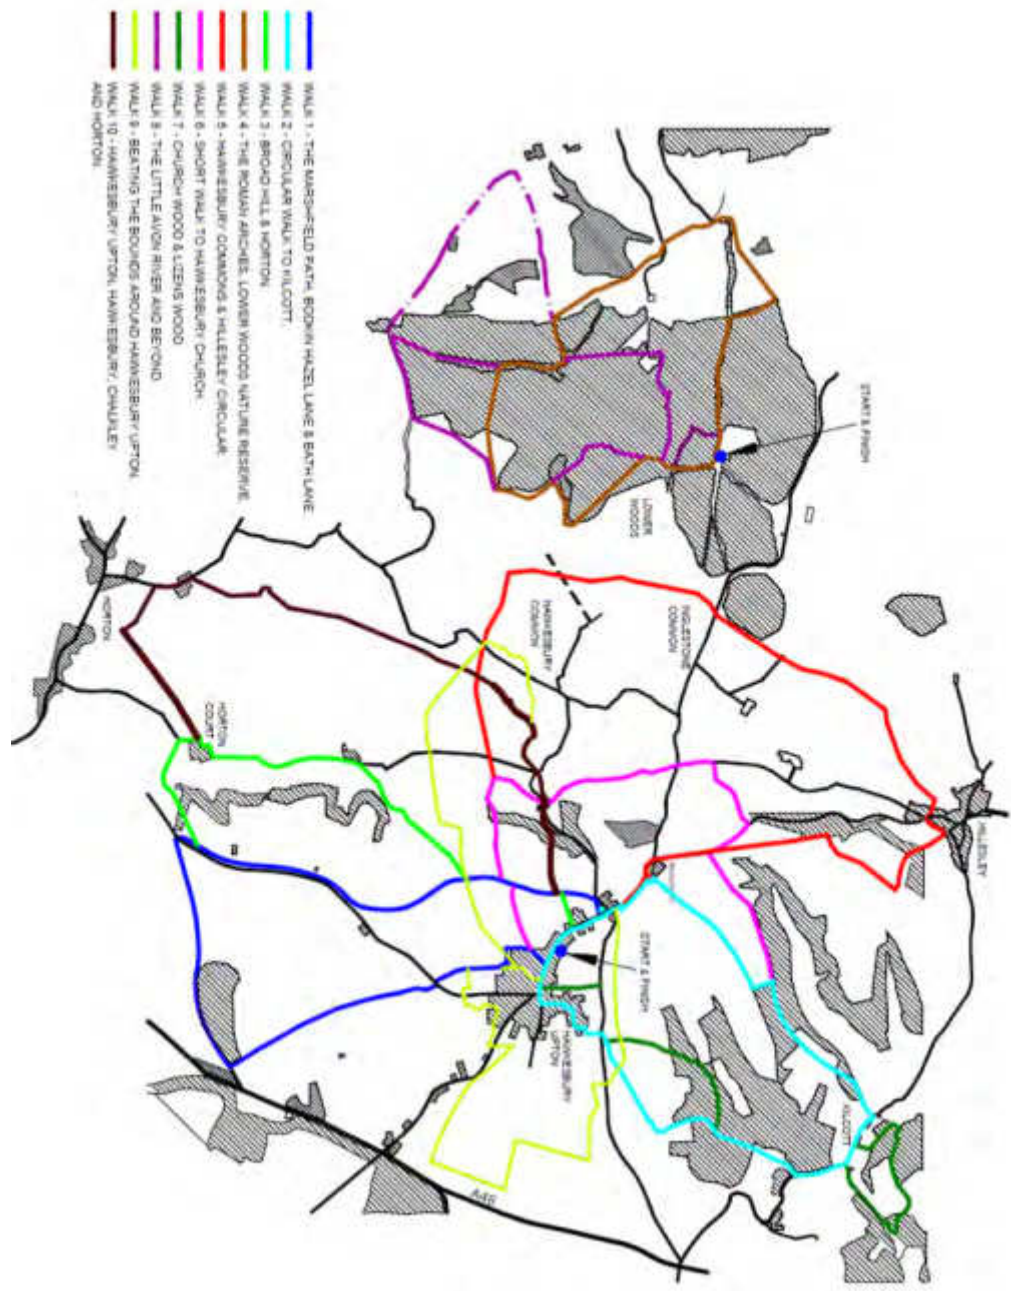 WALK 1 - THE MARSHFIELD PATH, BODKIN HAZEL LANE & BATH LANE.
WALK 2 - CIRCULAR WALK TO KILCOTT.
WALK 3 - BROAD HILL & HORTON.
WALK 4 - THE ROMAN ARCHES, LOWER WOODS NATURE RESERVE.
WALK 5 - HAWKESBURY COMMONS & HILLESLEY CIRCULAR.
WALK 6 - SHORT WALK TO HAWKESBURY CHURCH.
WALK 7 - CHURCH WOOD & LIZENS WOOD
WALK 8 - THE LITTLE AVON RIVER AND BEYOND.
WALK 9 - BEATING THE BOUNDS AROUND HAWKESBURY UPTON.
WALK 10 - HAWKESBURY UPTON, HAWKESBURY, CHALKLEY
AND HORTON.
START & FINISH
LOWER
WOODS
HILLESLEY
INGLESTONE
COMMON
HAWKESBURY
COMMON
HORTON
HORTON
COURT
START & FINISH
HAWKESBURY
UPTON
KILCOTT
A46